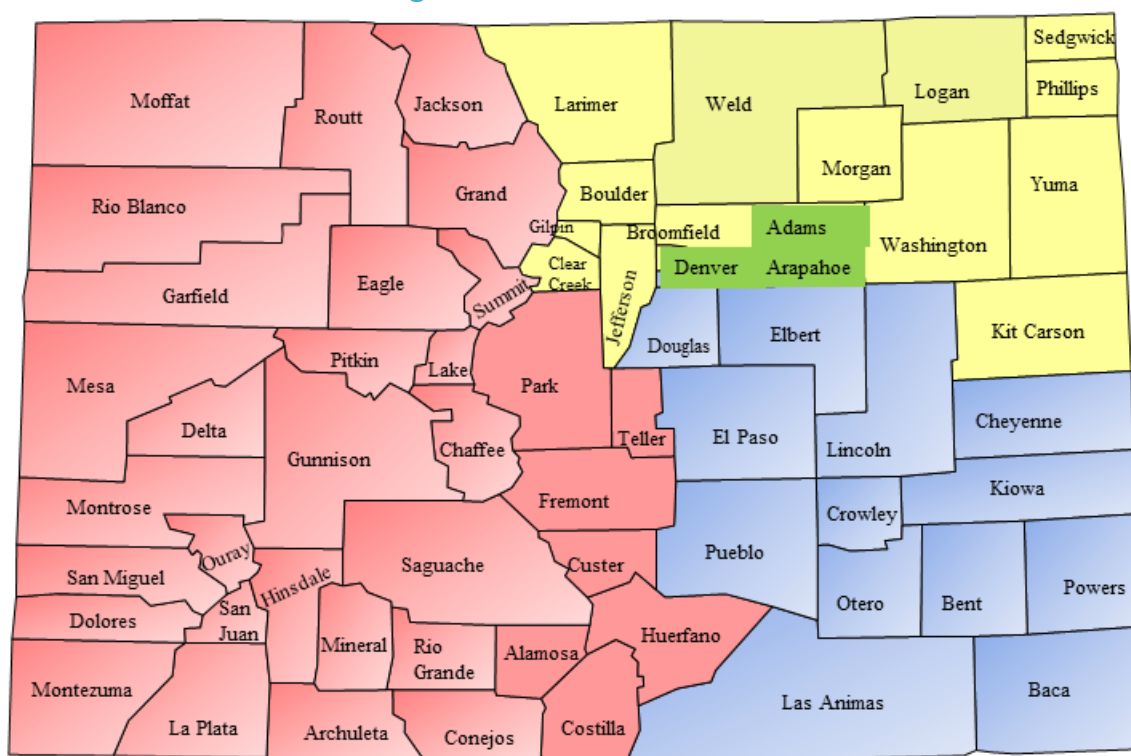 Sedgwick
Moffat
Routt
Jackson
Larimer
Weld
Logan
Phillips
Morgan
Yuma
Rio Blanco
Grand
Boulder
Gilpin
Broomfield
Adams
Washington
Clear
Creek
Denver
Arapahoe
Garfield
Eagle
Summit
Jefferson
Douglas
Elbert
Kit Carson
Mesa
Pitkin
Lake
Park
Delta
Teller
El Paso
Lincoln
Cheyenne
Gunnison
Chaffee
Montrose
Fremont
Crowley
Kiowa
Ouray
Saguache
Custer
Pueblo
San Miguel
Hinsdale
Otero
Bent
Powers
Dolores
San
Juan
Mineral
Rio
Grande
Alamosa
Huerfano
Montezuma
La Plata
Archuleta
Conejos
Costilla
Las Animas
Baca